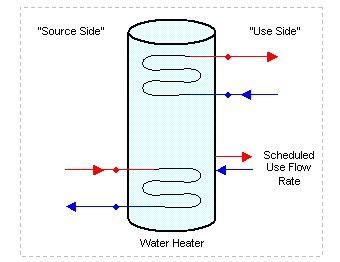 "Source Side"
"Use Side"
Scheduled
Use Flow
Rate
Water Heater